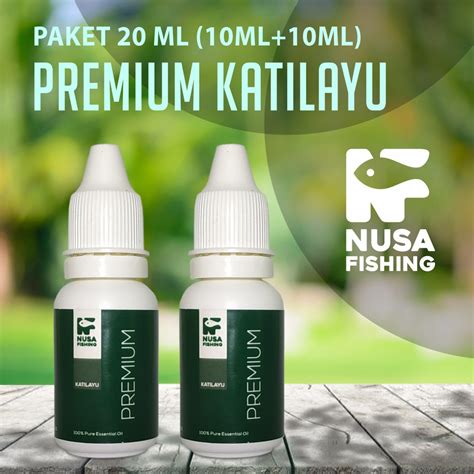 PAKET 20 ML (10ML+10ML)
PREMIUM KATILAYU
NUSA
FISHING
NUSA
FISHING
KATILAYU
PREMIUM
100% Pure Essential Oil
NUSA
FISHING
KATILAYU
PREMIUM
100% Pure Essential Oil